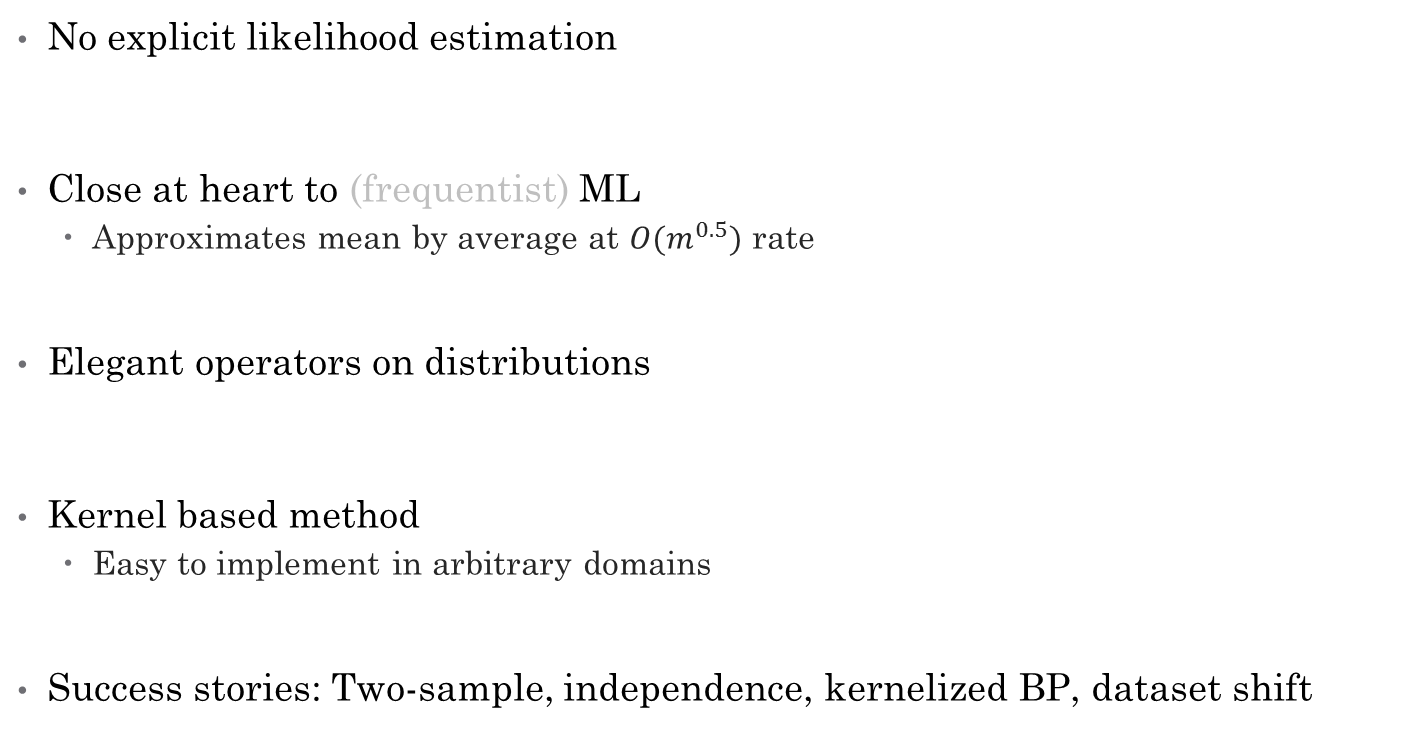 • No explicit likelihood estimation
• Close at heart to (frequentist) ML
• Approximates mean by average at 𝑂(𝑚^0.5) rate
• Elegant operators on distributions
• Kernel based method
• Easy to implement in arbitrary domains
• Success stories: Two-sample, independence, kernelized BP, dataset shift